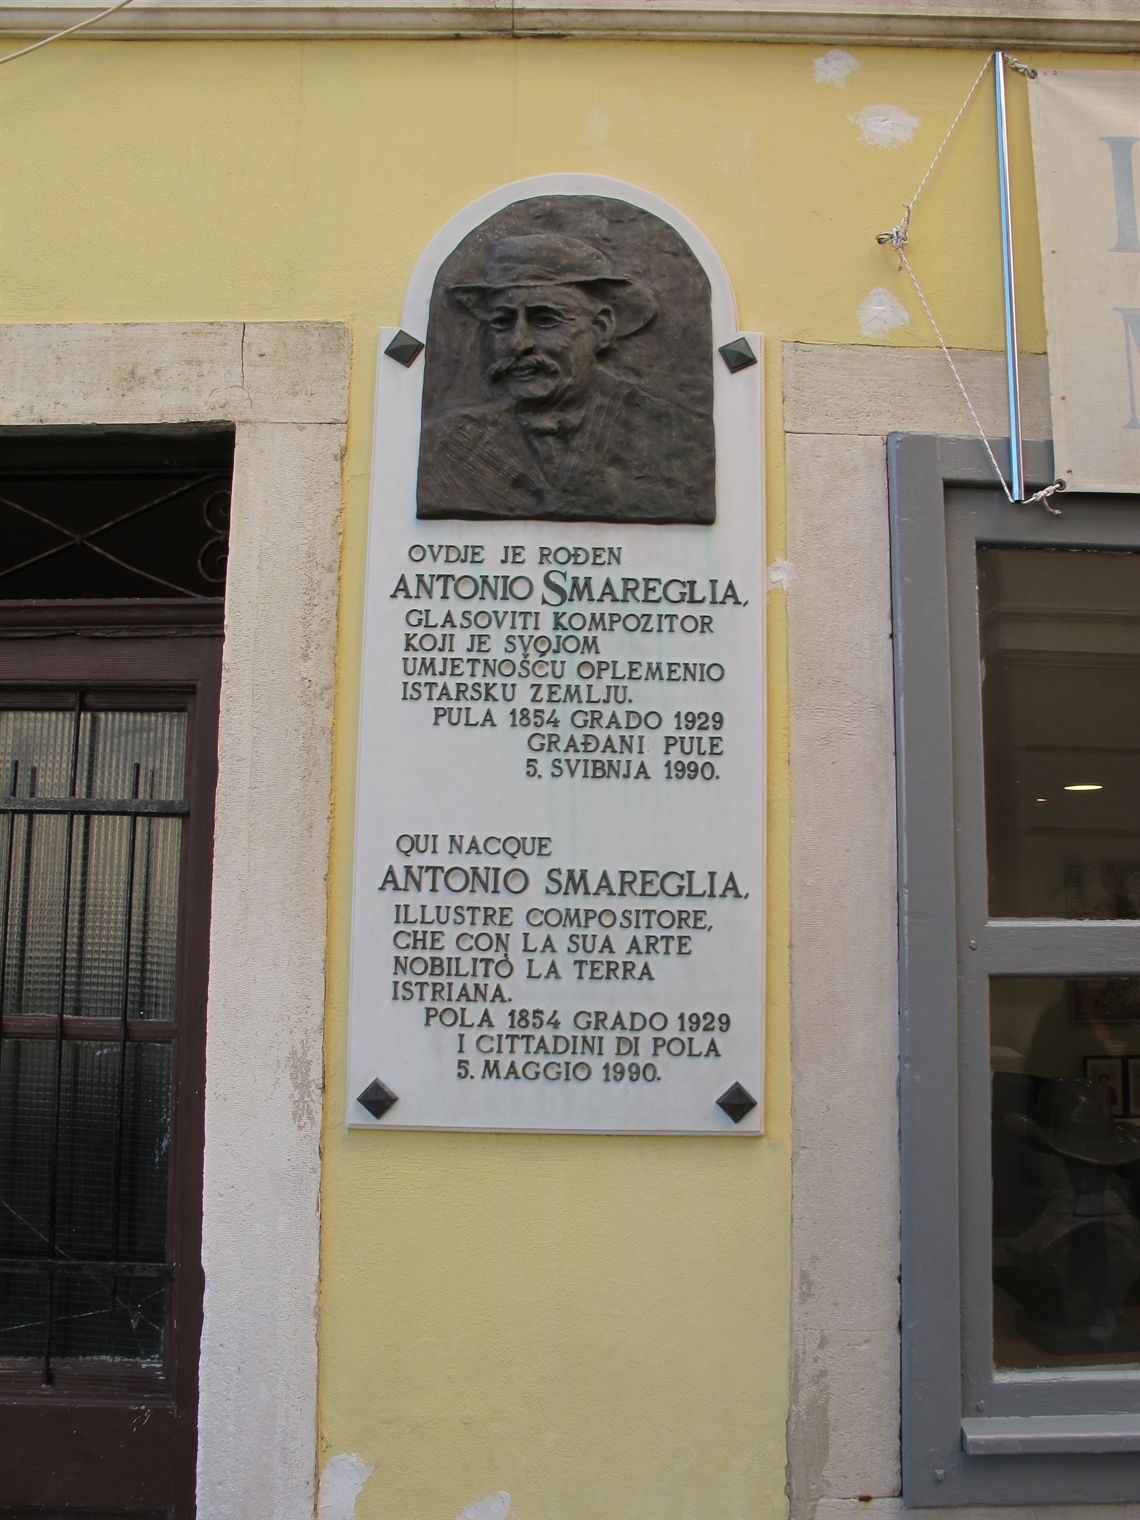 OVDJE JE ROĐEN
ANTONIO SMAREGLIA,
GLASOVITI KOMPOZITOR
KOJI JE SVOJOM
UMJETNOŠĆU OPLEMENIO
ISTARSKU ZEMLJU.
PULA 1854 GRADO 1929
GRAĐANI PULE
5. SVIBNJA 1990.
QUI NACQUE
ANTONIO SMAREGLIA,
ILLUSTRE COMPOSITORE,
CHE CON LA SUA ARTE
NOBILITÒ LA TERRA
ISTRIANA.
POLA 1854 GRADO 1929
I CITTADINI DI POLA
5. MAGGIO 1990.